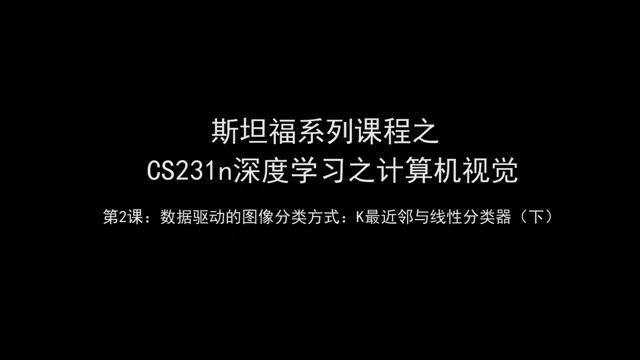 斯坦福系列课程之
CS231n深度学习之计算机视觉
第2课：数据驱动的图像分类方式：K最近邻与线性分类器（下）